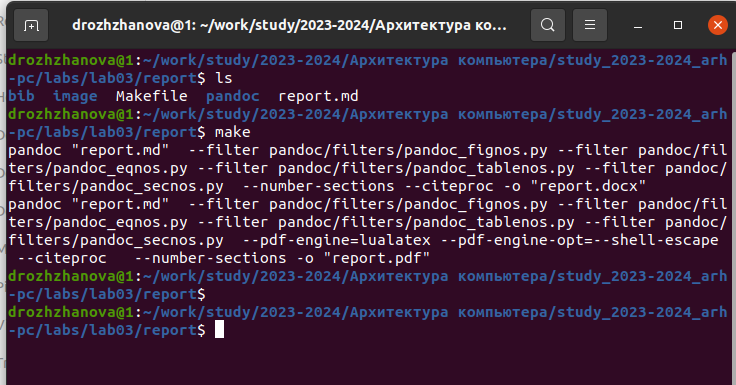 drozhzhanova@1: ~/work/study/2023-2024/Архитектура ко...
drozhzhanova@1:~/work/study/2023-2024/Архитектура компьютера/study_2023-2024_arh
-pc/labs/lab03/report$ ls
bib  image  Makefile  pandoc  report.md
drozhzhanova@1:~/work/study/2023-2024/Архитектура компьютера/study_2023-2024_arh
-pc/labs/lab03/report$ make
pandoc "report.md"  --filter pandoc/filters/pandoc_fignos.py --filter pandoc/fil
ters/pandoc_eqnos.py --filter pandoc/filters/pandoc_tablenos.py --filter pandoc/
filters/pandoc_secnos.py  --number-sections --citeproc -o "report.docx"
pandoc "report.md"  --filter pandoc/filters/pandoc_fignos.py --filter pandoc/fil
ters/pandoc_eqnos.py --filter pandoc/filters/pandoc_tablenos.py --filter pandoc/
filters/pandoc_secnos.py  --pdf-engine=lualatex --pdf-engine-opt=--shell-escape
 --citeproc   --number-sections -o "report.pdf"
drozhzhanova@1:~/work/study/2023-2024/Архитектура компьютера/study_2023-2024_arh
-pc/labs/lab03/report$
drozhzhanova@1:~/work/study/2023-2024/Архитектура компьютера/study_2023-2024_arh
-pc/labs/lab03/report$